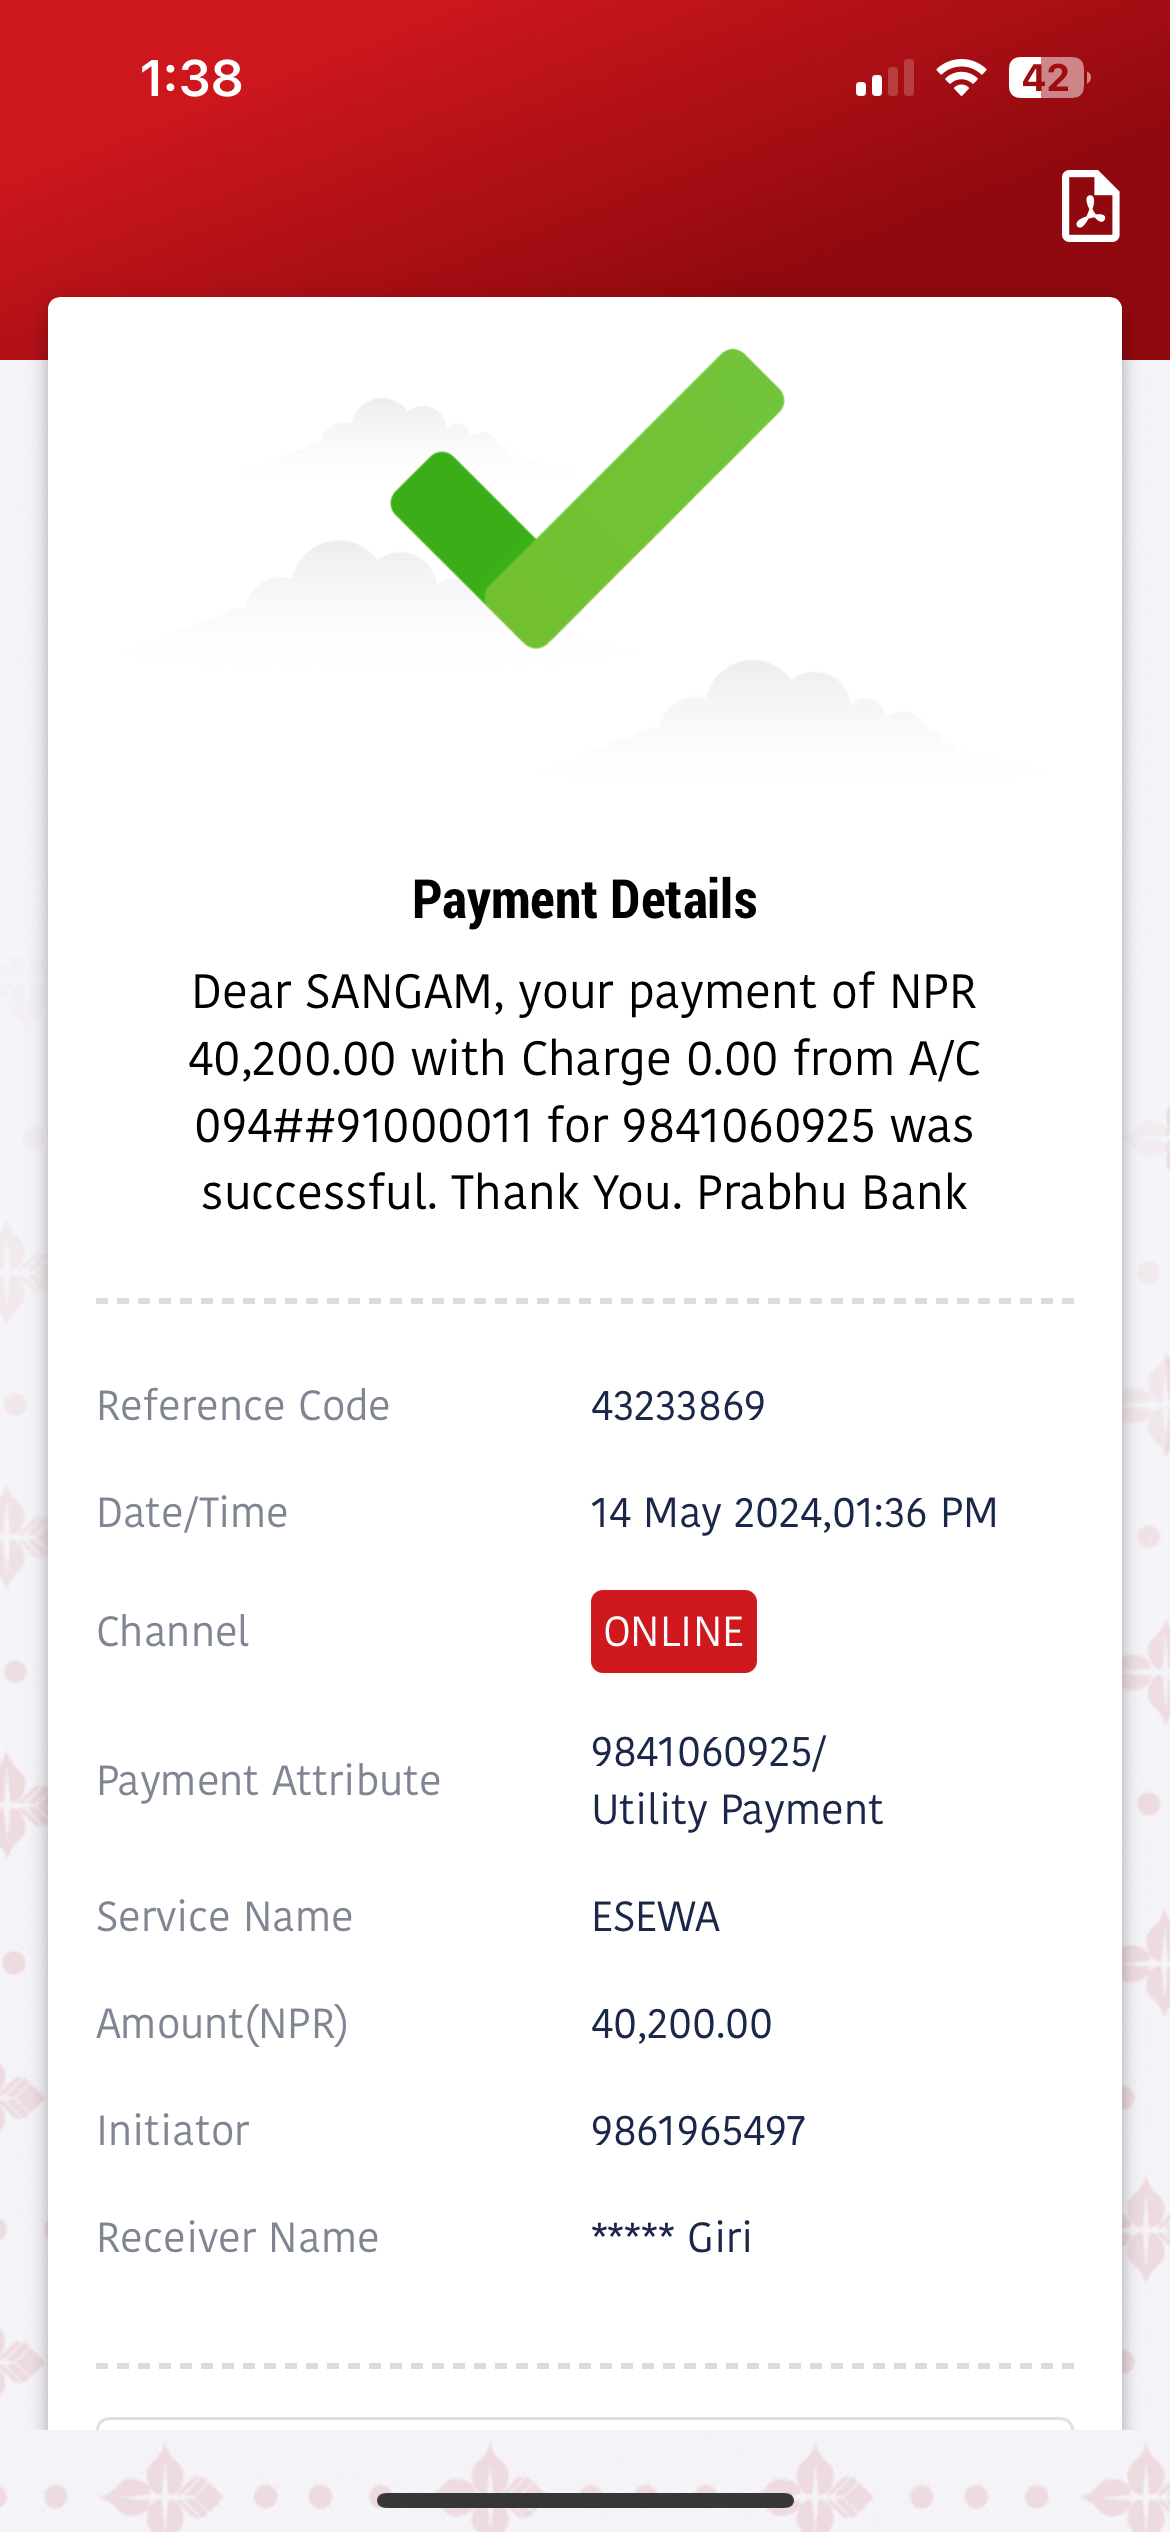 1:38
42
Payment Details
Dear SANGAM, your payment of NPR
40,200.00 with Charge 0.00 from A/C
094##91000011 for 9841060925 was
successful. Thank You. Prabhu Bank
Reference Code 43233869
Date/Time 14 May 2024,01:36 PM
Channel ONLINE
Payment Attribute 9841060925/
Utility Payment
Service Name ESEWA
Amount(NPR) 40,200.00
Initiator 9861965497
Receiver Name ***** Giri